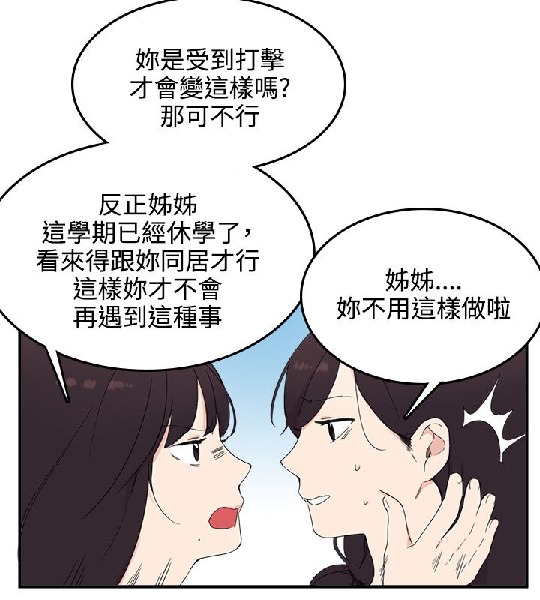 妳是受到打擊
才會變這樣嗎?
那可不行
反正姊姊
這學期已經休學了,
看來得跟妳同居才行
這樣妳才不會
再遇到這種事
姊姊....
妳不用這樣做啦